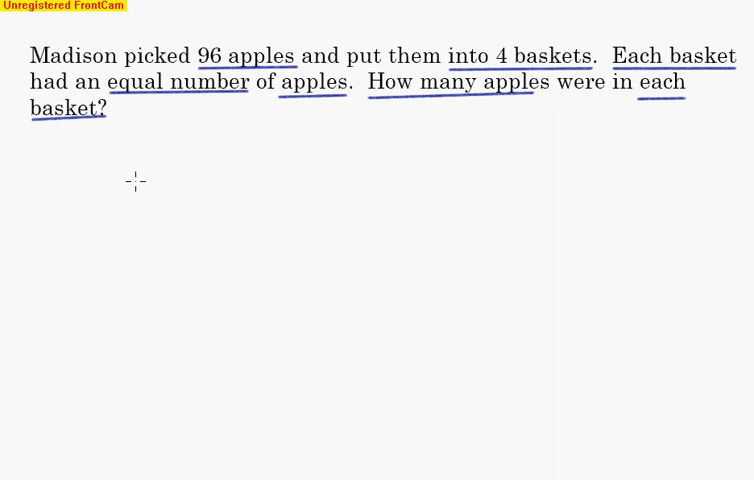 Unregistered FrontCam
Madison picked 96 apples and put them into 4 baskets. Each basket
had an equal number of apples. How many apples were in each
basket?